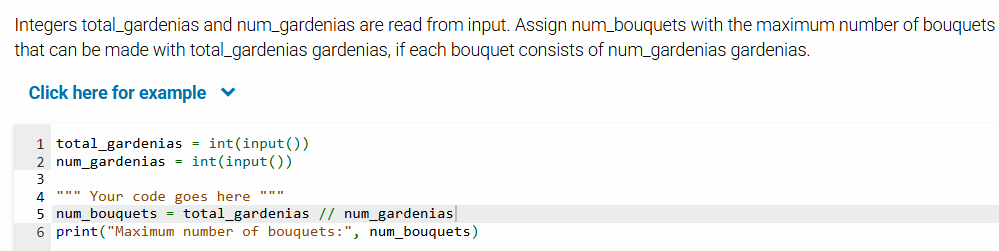 Integers total_gardenias and num_gardenias are read from input. Assign num_bouquets with the maximum number of bouquets
that can be made with total_gardenias gardenias, if each bouquet consists of num_gardenias gardenias.
Click here for example
1 total_gardenias = int(input())
2 num_gardenias = int(input())
3
4 """ Your code goes here """
5 num_bouquets = total_gardenias // num_gardenias
6 print("Maximum number of bouquets:", num_bouquets)